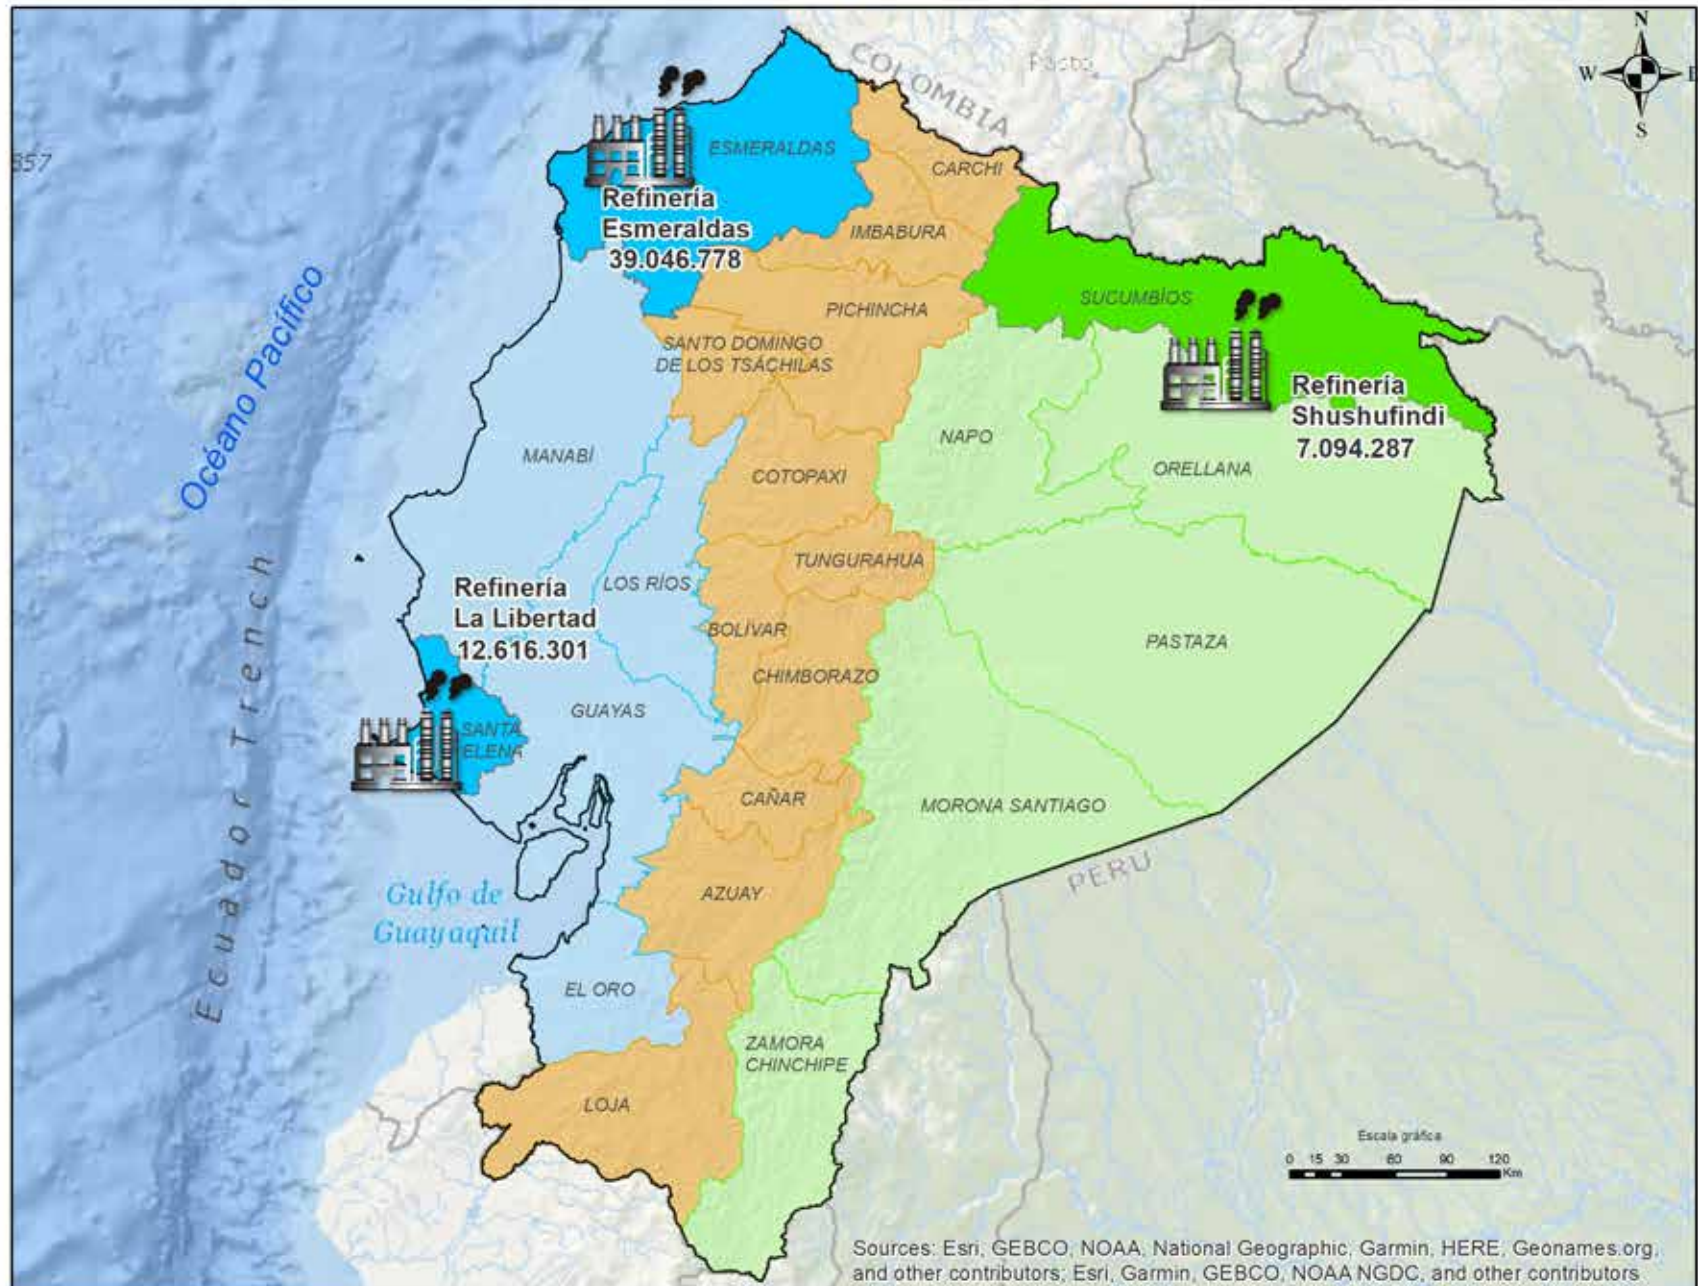 N
W
E
S
COLOMBIA
Pasto
857
ESMERALDAS
CARCHI
Refinería
Esmeraldas
39.046.778
IMBABURA
SUCUMBÍOS
PICHINCHA
Océano Pacífico
SANTO DOMINGO
DE LOS TSÁCHILAS
Refinería
Shushufindi
7.094.287
NAPO
MANABÍ
ORELLANA
COTOPAXI
TUNGURAHUA
Refinería
La Libertad
12.616.301
LOS RÍOS
BOLÍVAR
PASTAZA
CHIMBORAZO
GUAYAS
SANTA
ELENA
Ecuador Trench
CAÑAR
MORONA SANTIAGO
PERU
AZUAY
Gulfo de
Guayaquil
EL ORO
ZAMORA
CHINCHIPE
LOJA
Escala gráfica
0 15 30 60 90 120
Km
Sources: Esri, GEBCO, NOAA, National Geographic, Garmin, HERE, Geonames.org,
and other contributors; Esri, Garmin, GEBCO, NOAA NGDC, and other contributors